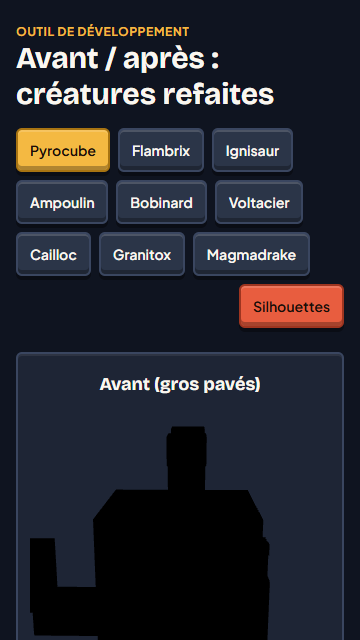 OUTIL DE DÉVELOPPEMENT
Avant / après :
créatures refaites
Pyrocube
Flambrix
Ignisaur
Ampoulin
Bobinard
Voltacier
Cailloc
Granitox
Magmadrake
Silhouettes
Avant (gros pavés)